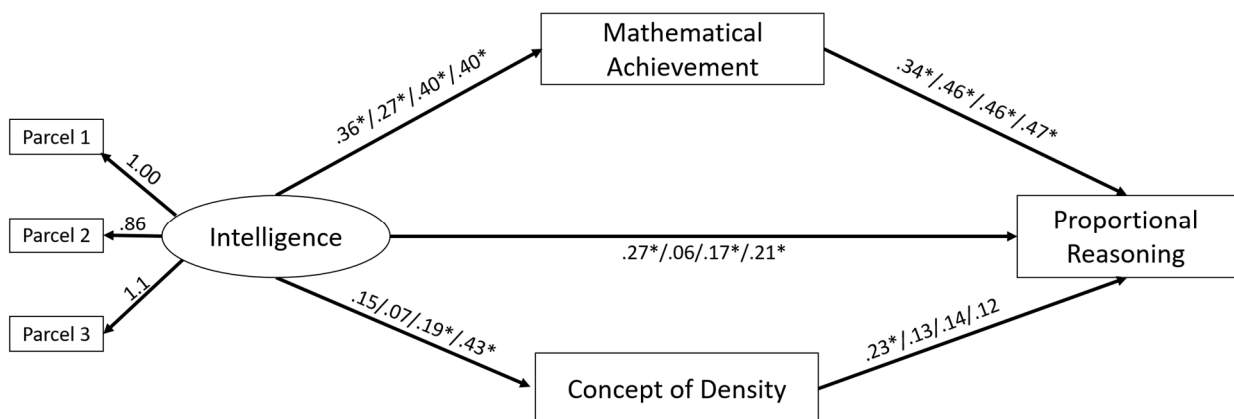 Mathematical
Achievement
.36*/.27*/.40*/.40*
.34*/.46*/.46*/.47*
Parcel 1
1.00
Parcel 2
.86
Intelligence
Proportional
Reasoning
.27*/.06/.17*/.21*
1.1
Parcel 3
.15/.07/.19*/.43*
.23*/.13/.14/.12
Concept of Density